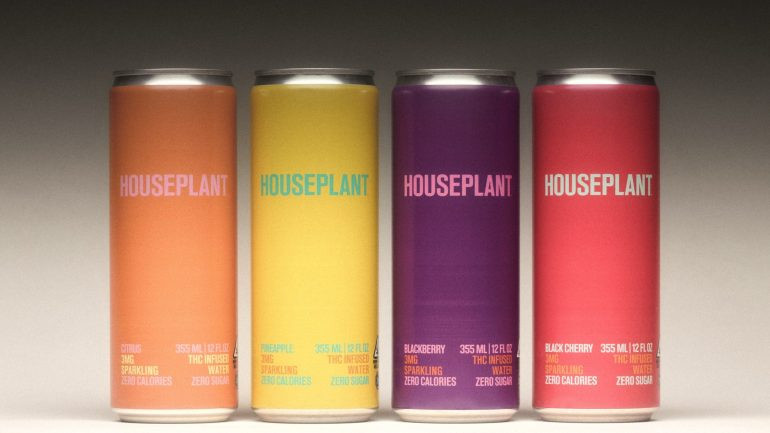 HOUSEPLANT
CITRUS 355 ML | 12 FL OZ
3MG THC INFUSED
SPARKLING WATER
ZERO CALORIES ZERO SUGAR
HOUSEPLANT
PINEAPPLE 355 ML | 12 FL OZ
3MG THC INFUSED
SPARKLING WATER
ZERO CALORIES ZERO SUGAR
HOUSEPLANT
BLACKBERRY 355 ML | 12 FL OZ
3MG THC INFUSED
SPARKLING WATER
ZERO CALORIES ZERO SUGAR
HOUSEPLANT
BLACK CHERRY 355 ML | 12 FL OZ
3MG THC INFUSED
SPARKLING WATER
ZERO CALORIES ZERO SUGAR